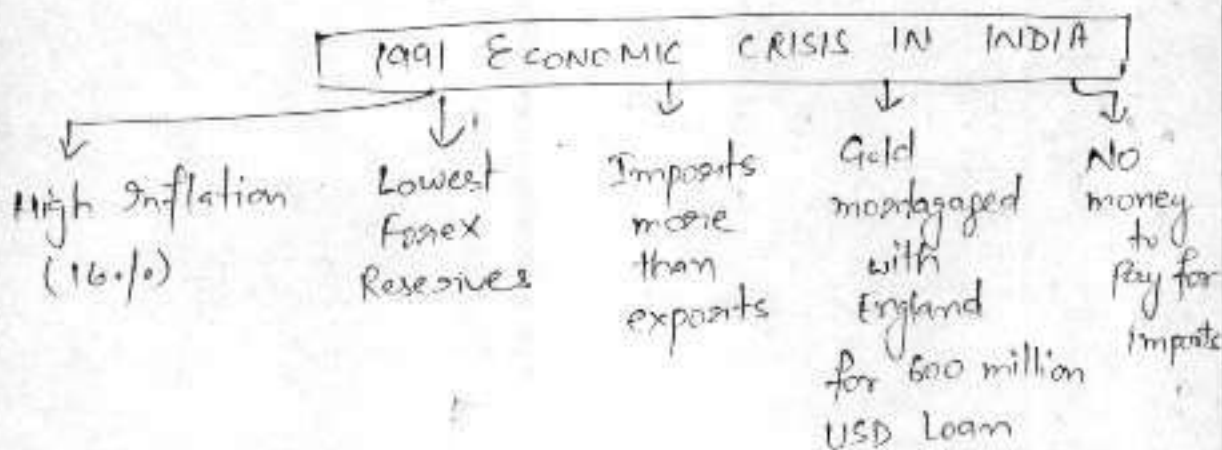 1991 ECONOMIC CRISIS IN INDIA
High Inflation
(16%)
Lowest
Forex
Reserves
Imports
more
than
exports
Gold
mordagaged
with
England
for 600 million
USD Loan
No
money
to
Pay for
imports